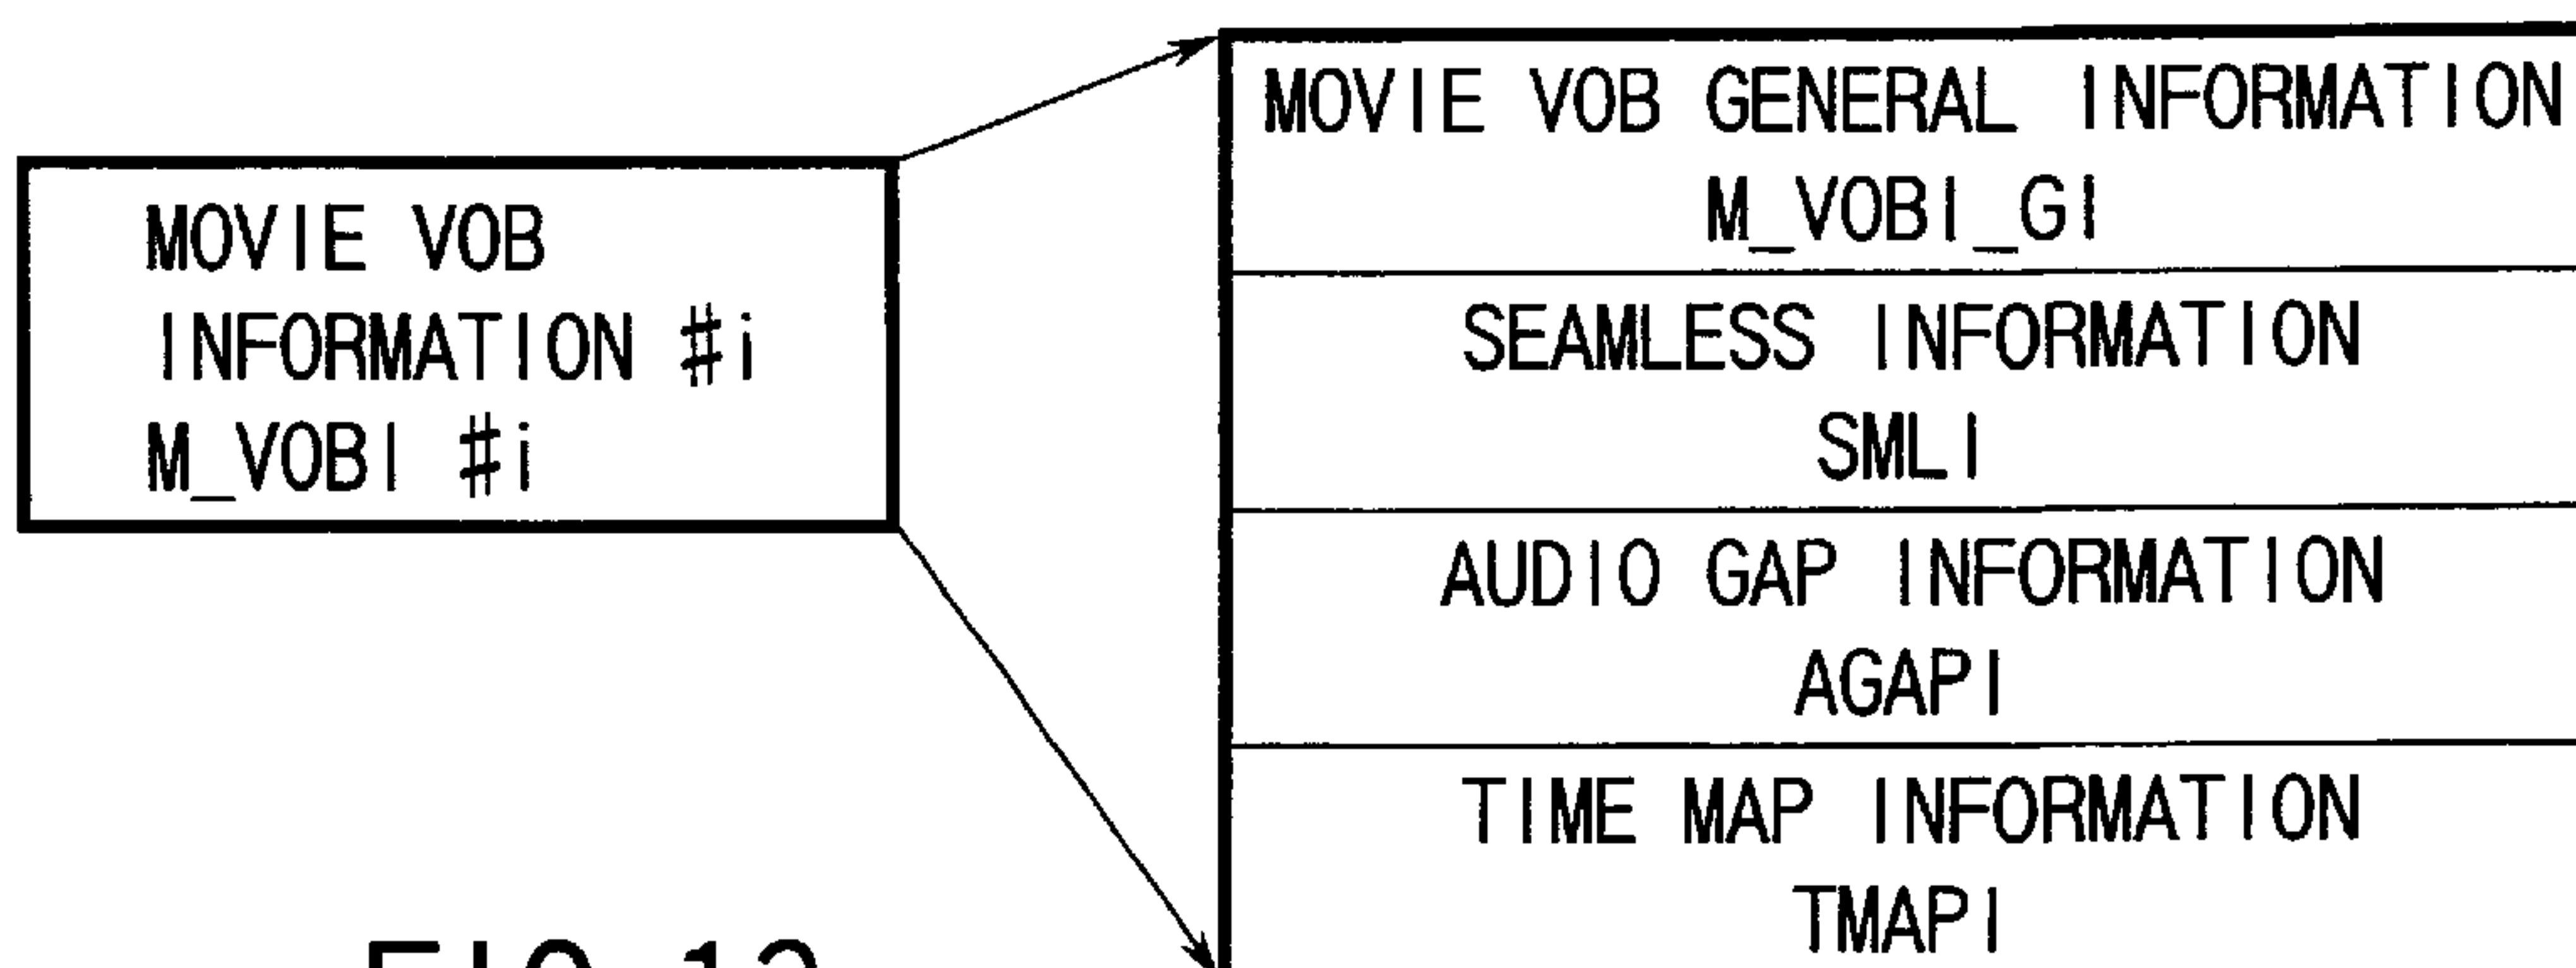 MOVIE VOB
INFORMATION #i
M_VOBI #i
MOVIE VOB GENERAL INFORMATION
M_VOBI_GI
SEAMLESS INFORMATION
SMLI
AUDIO GAP INFORMATION
AGAPI
TIME MAP INFORMATION
TMAPI